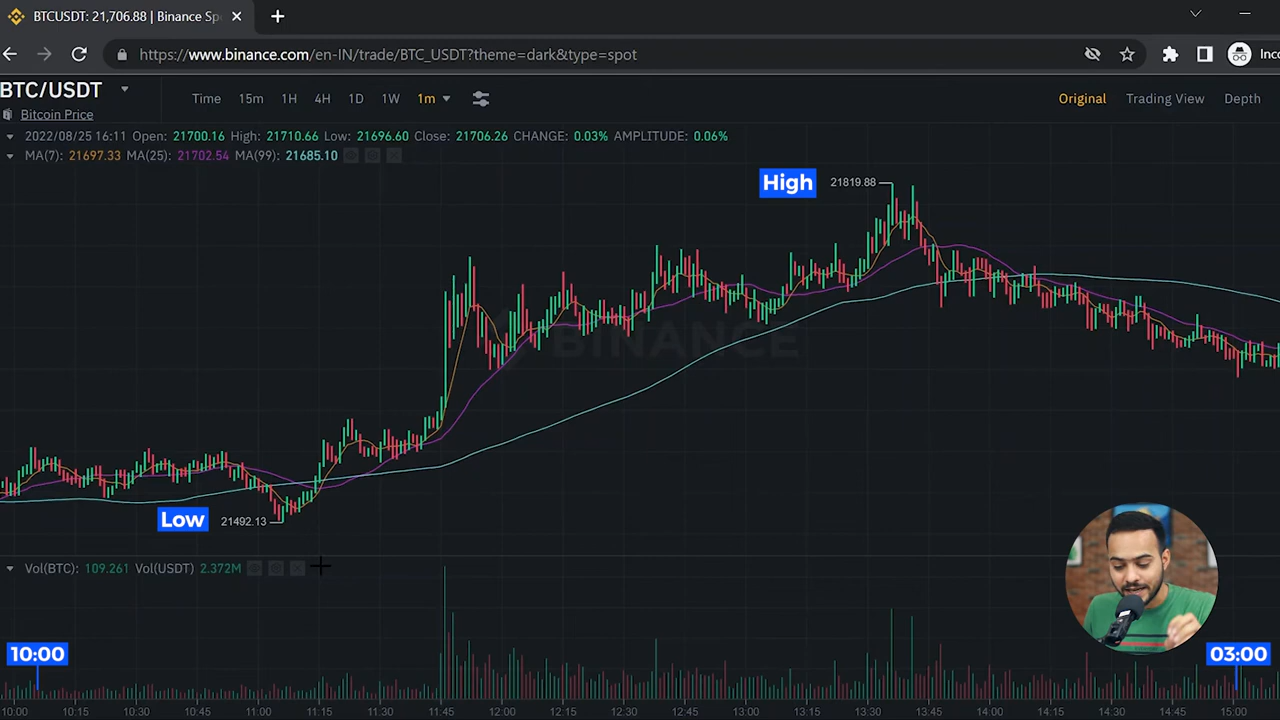 BTCUSDT: 21,706.88 | Binance Sp
https://www.binance.com/en-IN/trade/BTC_USDT?theme=dark&type=spot
Inco
BTC/USDT
Bitcoin Price
Time 15m 1H 4H 1D 1W 1m
Original Trading View Depth
2022/08/25 16:11 Open: 21700.16 High: 21710.66 Low: 21696.60 Close: 21706.26 CHANGE: 0.03% AMPLITUDE: 0.06%
MA(7): 21697.33 MA(25): 21702.54 MA(99): 21685.10
High 21819.88
BINANCE
Low 21492.13
Vol(BTC): 109.261 Vol(USDT) 2.372M
10:00 03:00
10:00 10:15 10:30 10:45 11:00 11:15 11:30 11:45 12:00 12:15 12:30 12:45 13:00 13:15 13:30 13:45 14:00 14:15 14:30 14:45 15:00